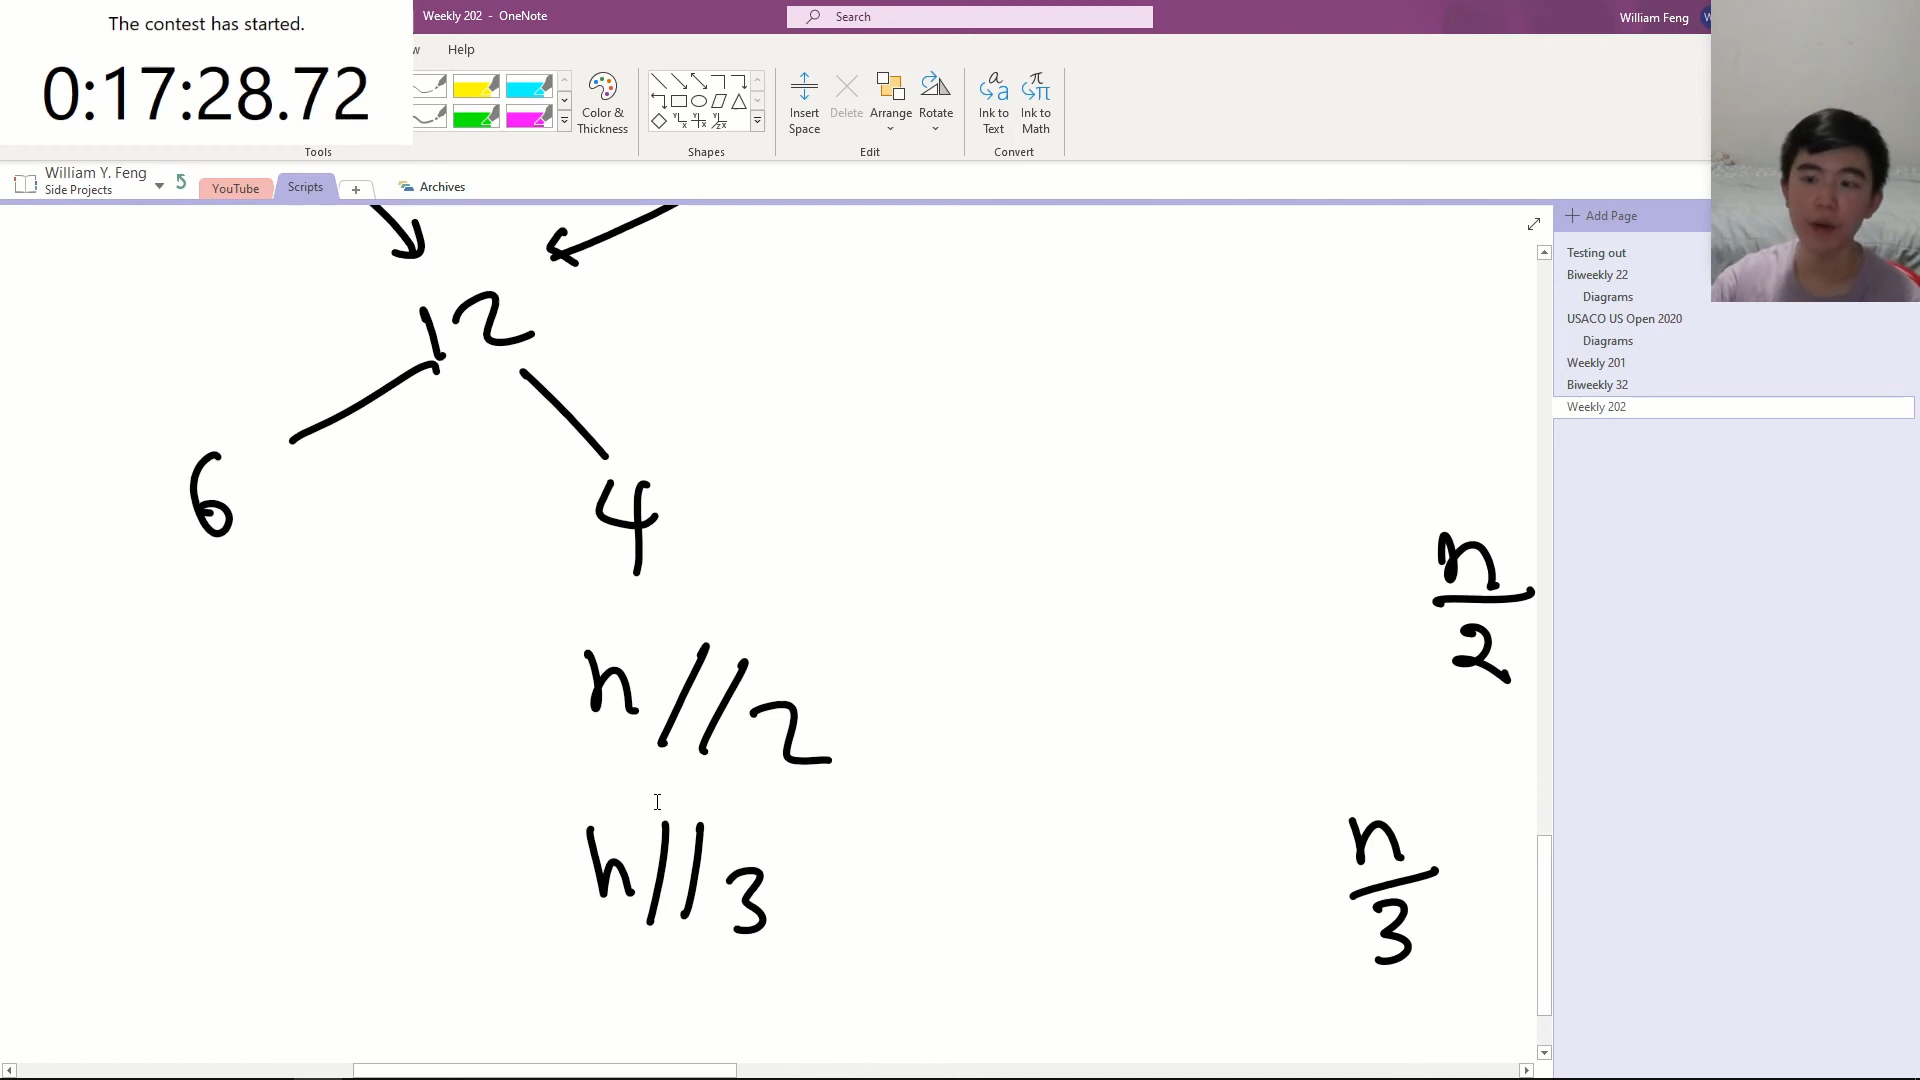 The contest has started.
0:17:28.72
Weekly 202 - OneNote
Search
William Feng
Help
Color &
Thickness
Insert
Space
Delete
Arrange
Rotate
Ink to
Text
Ink to
Math
Tools
Shapes
Edit
Convert
William Y. Feng
Side Projects
YouTube
Scripts
Archives
Add Page
Testing out
Biweekly 22
Diagrams
USACO US Open 2020
Diagrams
Weekly 201
Biweekly 32
Weekly 202
12
6
4
n//2
n//3
n
2
n
3